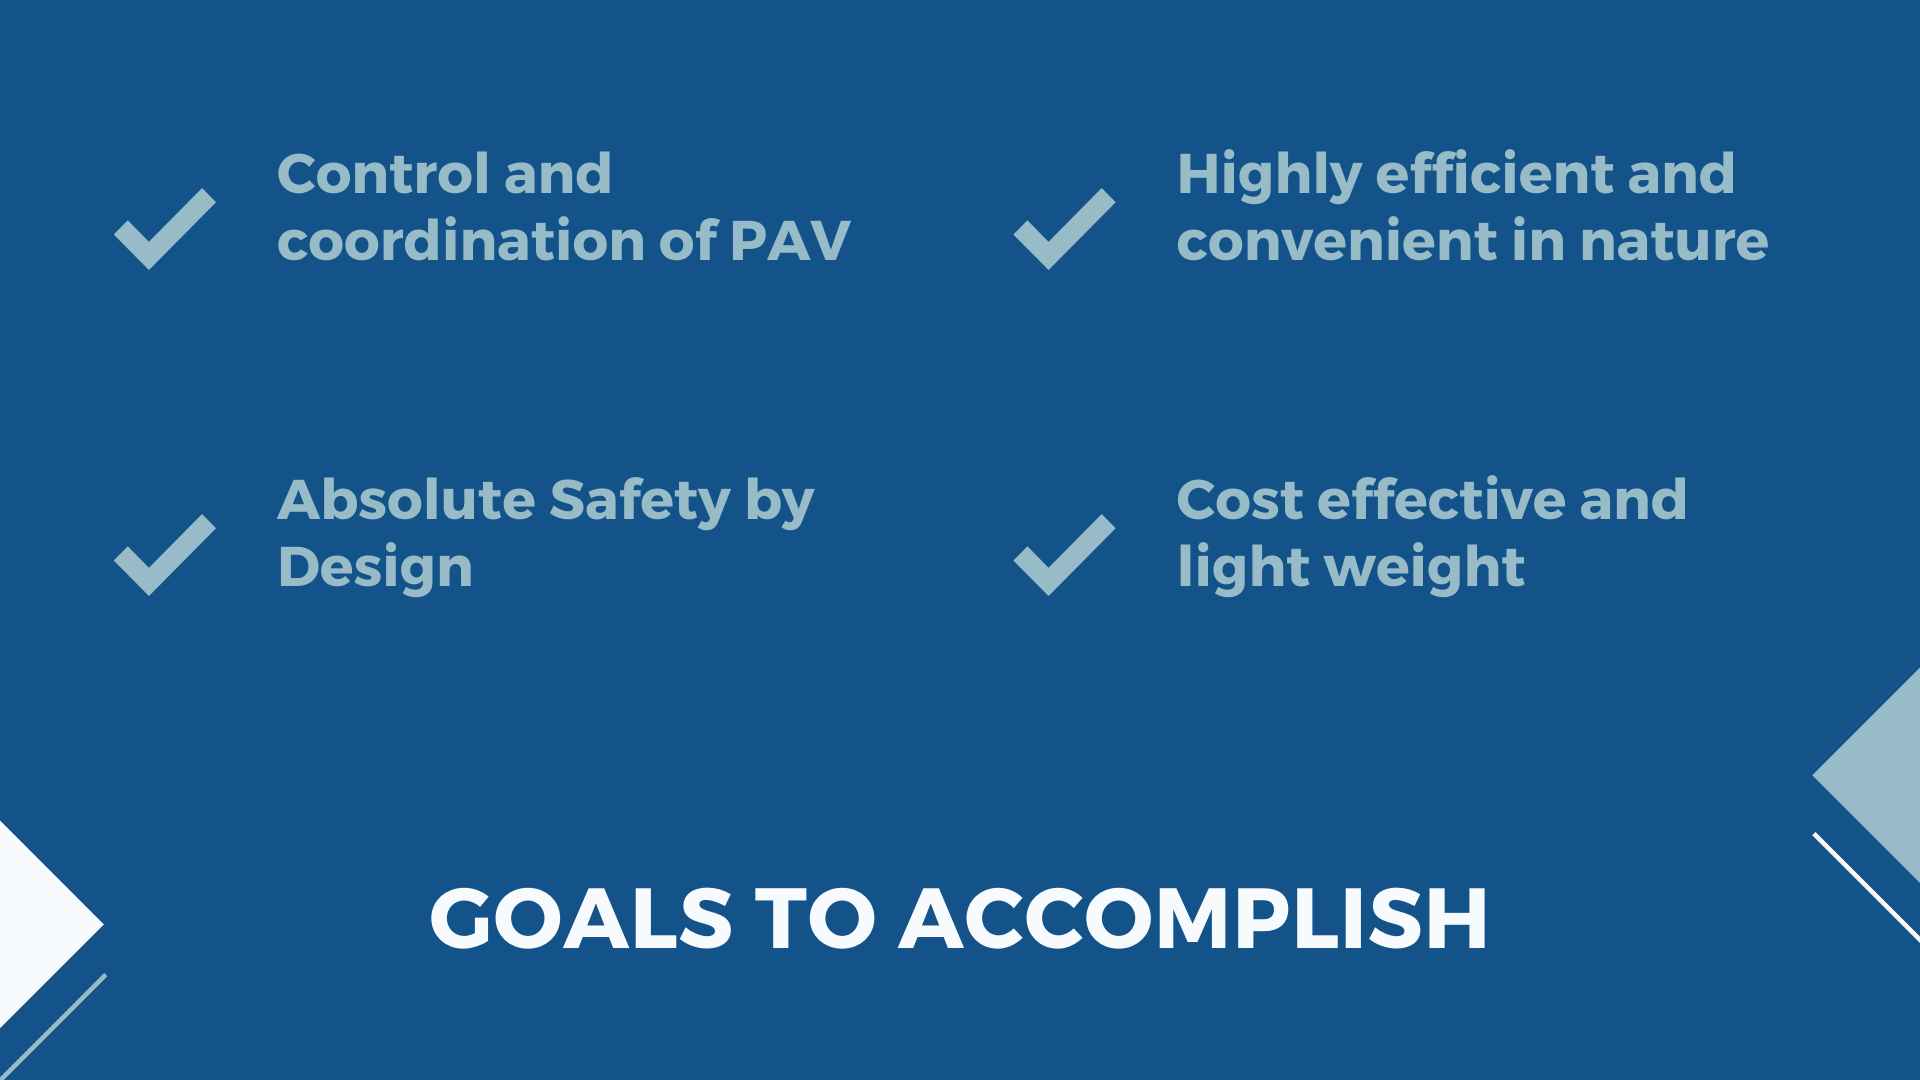 Control and
coordination of PAV
Highly efficient and
convenient in nature
Absolute Safety by
Design
Cost effective and
light weight
GOALS TO ACCOMPLISH